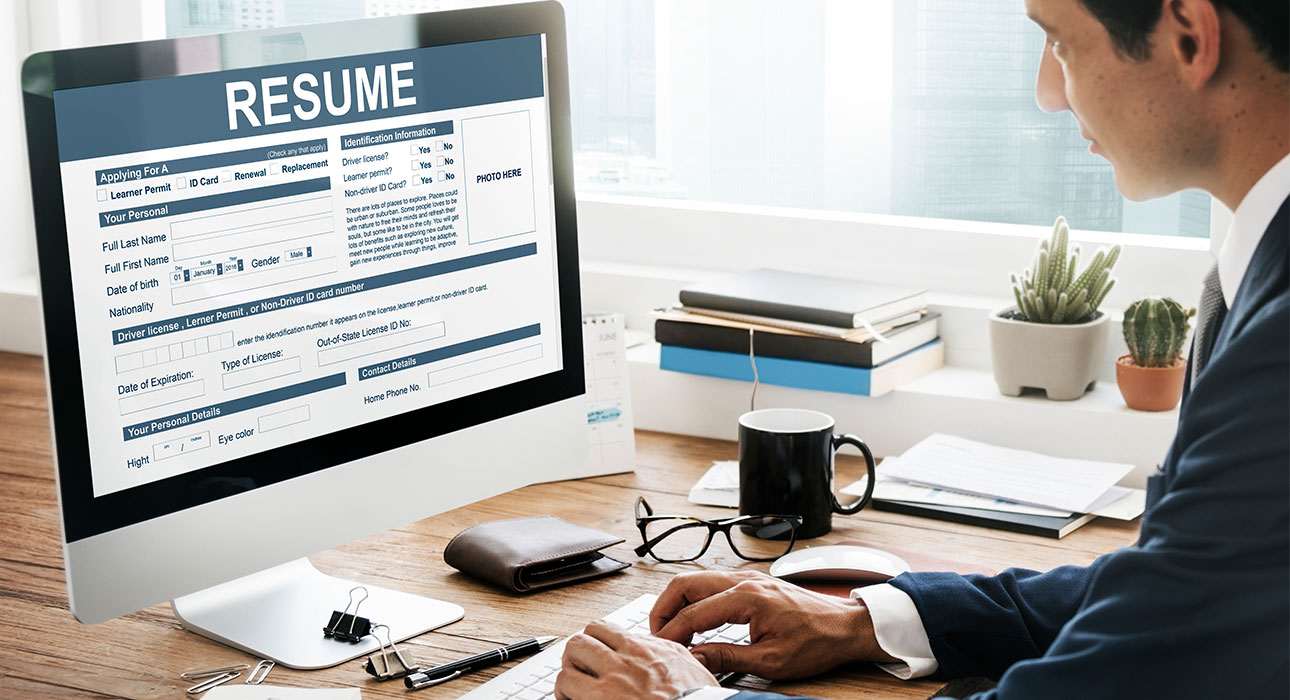 RESUME
Applying For A (Check any that apply)
Learner Permit ID Card Renewal Replacement
Your Personal
Full Last Name
Full First Name
Day Month Year
Date of birth 01 January 2016 Gender Male
Nationality
Identification Information
Driver license? Yes No
Learner permit? Yes No
Non-driver ID Card? Yes No
There are lots of places to explore. Places could
be urban or suburban. Some people loves to be
with nature to free their minds and refresh their
souls, but some like to be in the city. You will
meet new people while learning to be adaptive,
lots of benefits such as exploring new culture, get
gain new experiences through things, improve
PHOTO HERE
Driver license , Lerner Permit , or Non-Driver ID card number
enter the idendification number it appears on the license,learner permit,or non-driver ID.
Date of Expiration: Type of License: Out-of-State License ID No:
Your Personal Details
Hight / Eye color
Contact Details
Home Phone No.
JUNE